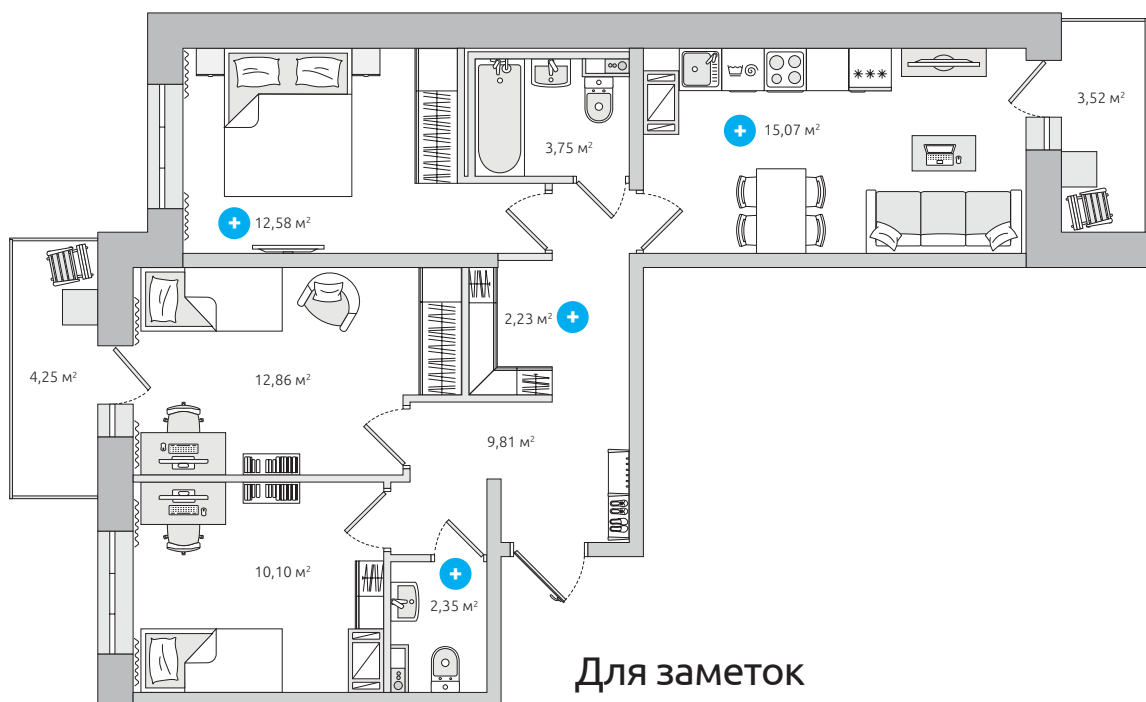 3,52 м²
15,07 м²
3,75 м²
12,58 м²
2,23 м²
4,25 м²
12,86 м²
9,81 м²
10,10 м²
2,35 м²
Для заметок